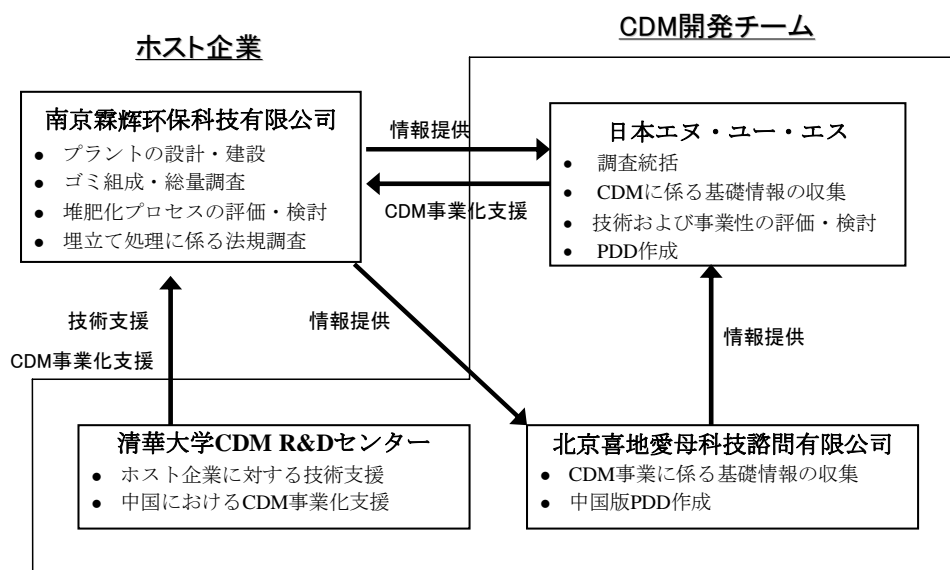 ホスト企業
CDM開発チーム
南京霖辉环保科技有限公司
● プラントの設計・建設
● ゴミ組成・総量調査
● 堆肥化プロセスの評価・検討
● 埋立て処理に係る法規調査
情報提供
CDM事業化支援
日本エヌ・ユー・エス
● 調査統括
● CDMに係る基礎情報の収集
● 技術および事業性の評価・検討
● PDD作成
技術支援
CDM事業化支援
情報提供
情報提供
清華大学CDM R&Dセンター
● ホスト企業に対する技術支援
● 中国におけるCDM事業化支援
北京喜地愛母科技諮問有限公司
● CDM事業に係る基礎情報の収集
● 中国版PDD作成